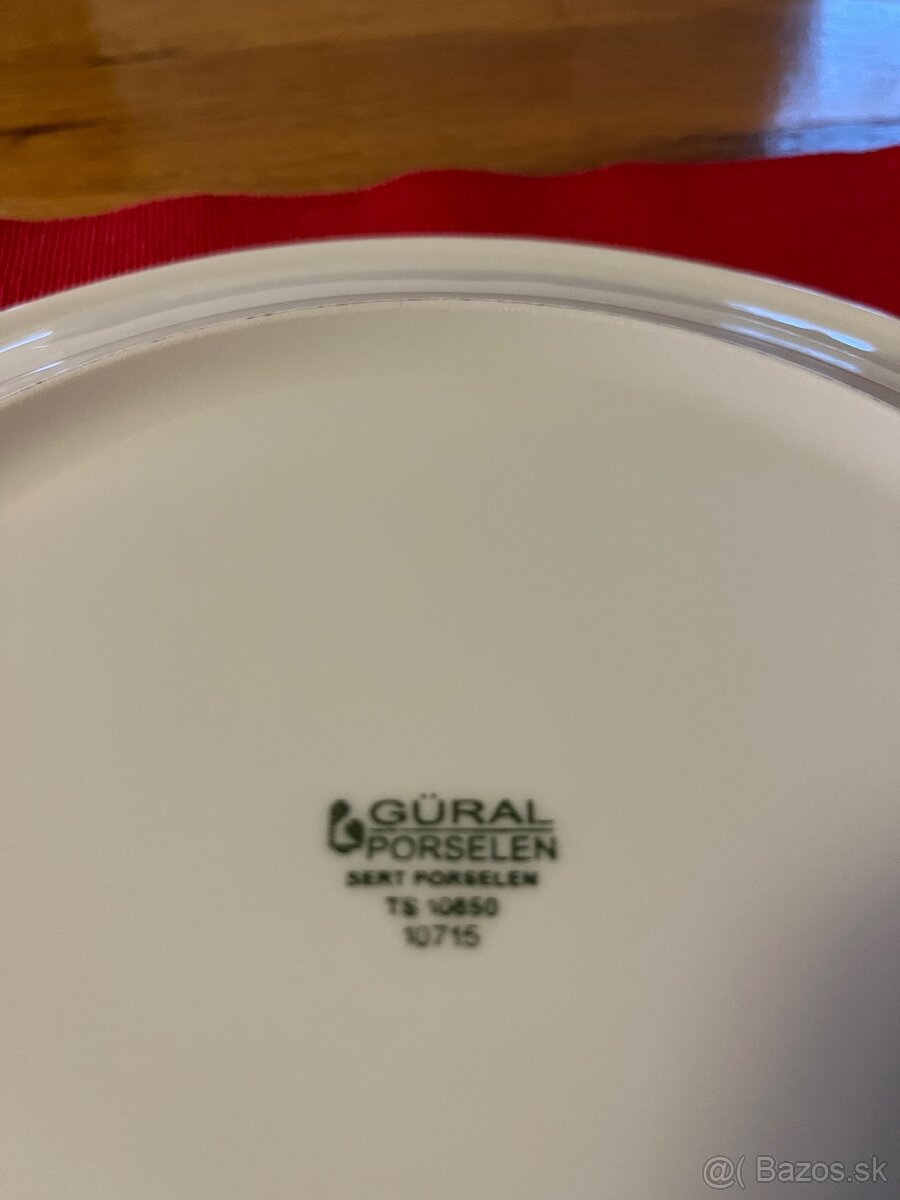 GÜRAL
PORSELEN
SERT PORSELEN
TS 10850
10715
@( Bazos.sk